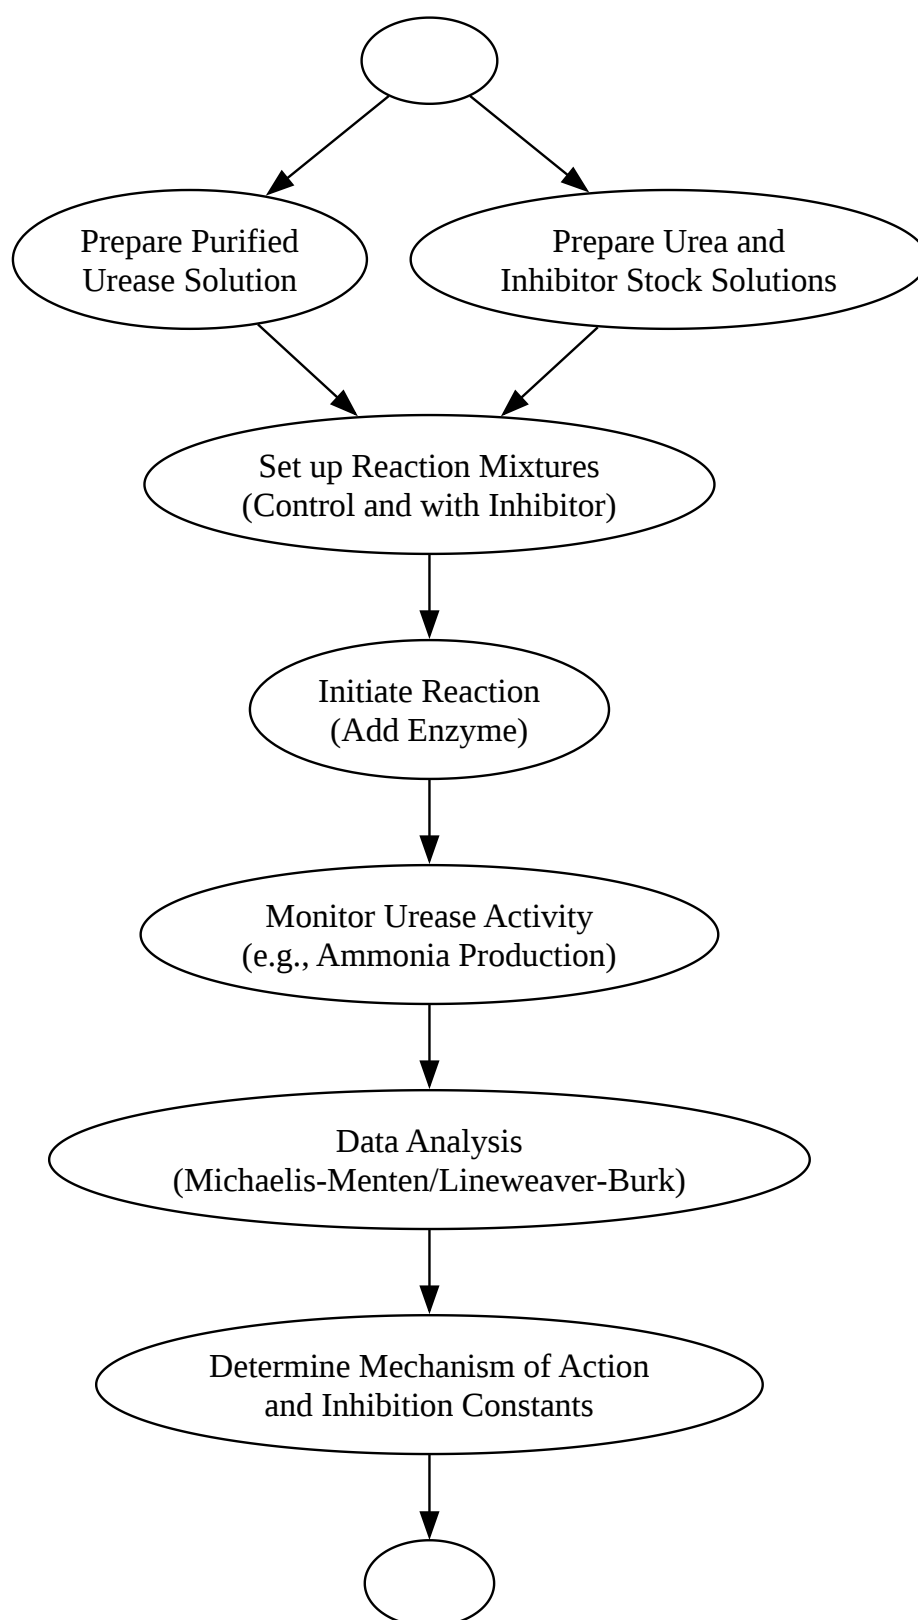 Prepare Purified
Urease Solution
Prepare Urea and
Inhibitor Stock Solutions
Set up Reaction Mixtures
(Control and with Inhibitor)
Initiate Reaction
(Add Enzyme)
Monitor Urease Activity
(e.g., Ammonia Production)
Data Analysis
(Michaelis-Menten/Lineweaver-Burk)
Determine Mechanism of Action
and Inhibition Constants